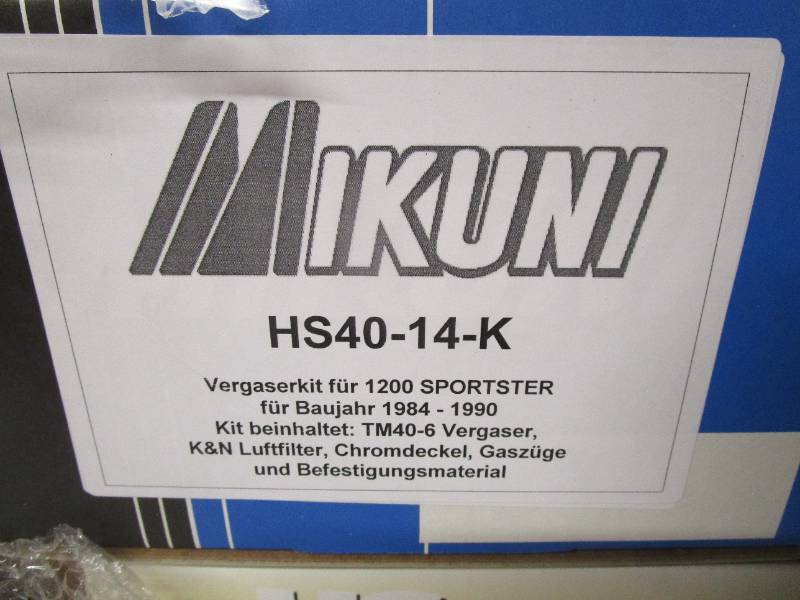 MIKUNI
HS40-14-K
Vergaserkit für 1200 SPORTSTER
für Baujahr 1984 - 1990
Kit beinhaltet: TM40-6 Vergaser,
K&N Luftfilter, Chromdeckel, Gaszüge
und Befestigungsmaterial